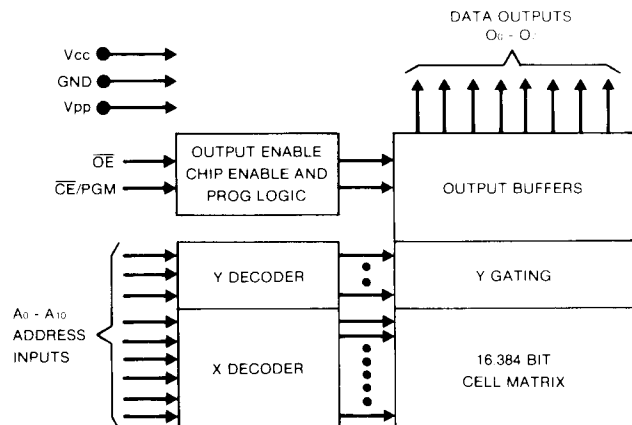 DATA OUTPUTS
O₀ - O₇
Vcc
GND
Vpp
OE
CE/PGM
OUTPUT ENABLE
CHIP ENABLE AND
PROG LOGIC
OUTPUT BUFFERS
Y DECODER
Y GATING
A₀ - A₁₀
ADDRESS
INPUTS
X DECODER
16 384 BIT
CELL MATRIX